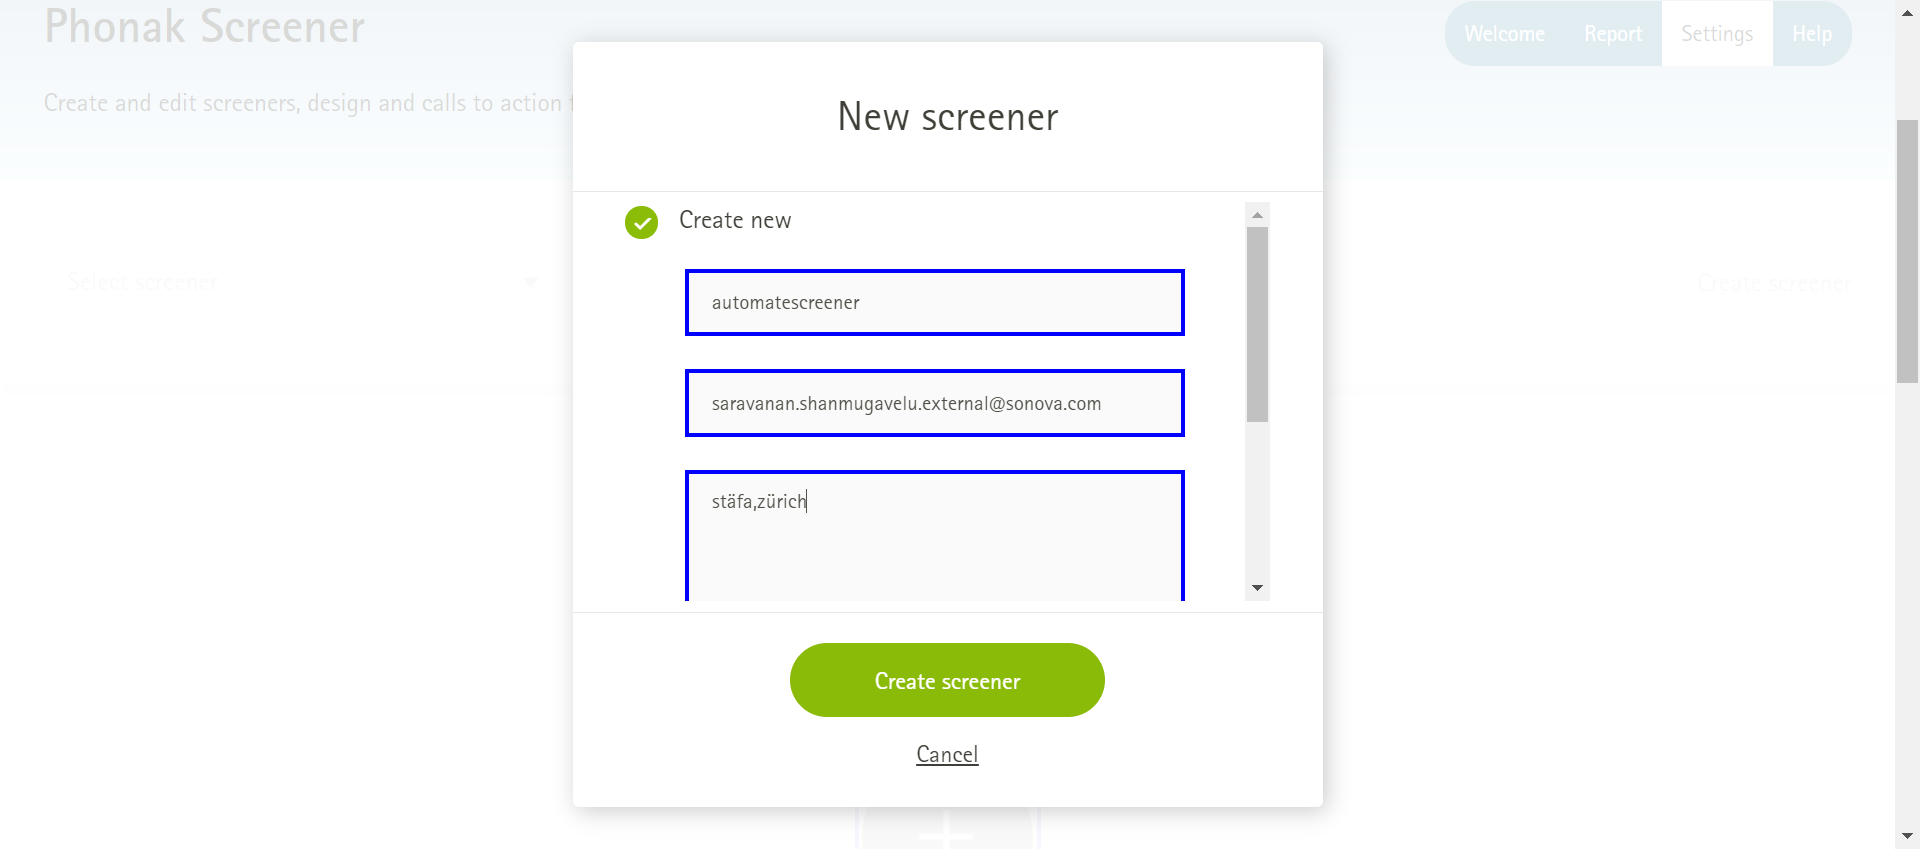 Phonak Screener
Welcome
Report
Settings
Help
Create and edit screeners, design and calls to action
New screener
Create new
Select screener
Create screener
automatescreener
saravanan.shanmugavelu.external@sonova.com
stäfa,zürich
Create screener
Cancel